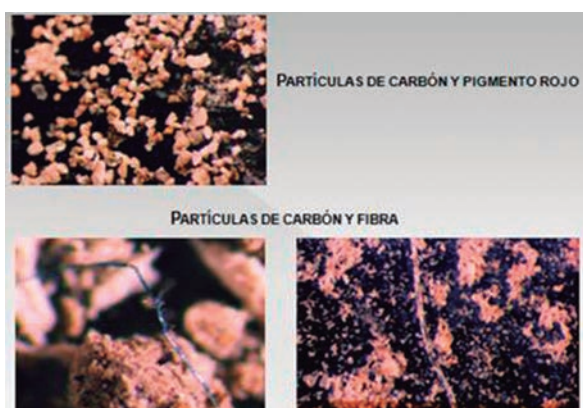 PARTÍCULAS DE CARBÓN Y PIGMENTO ROJO
PARTÍCULAS DE CARBÓN Y FIBRA